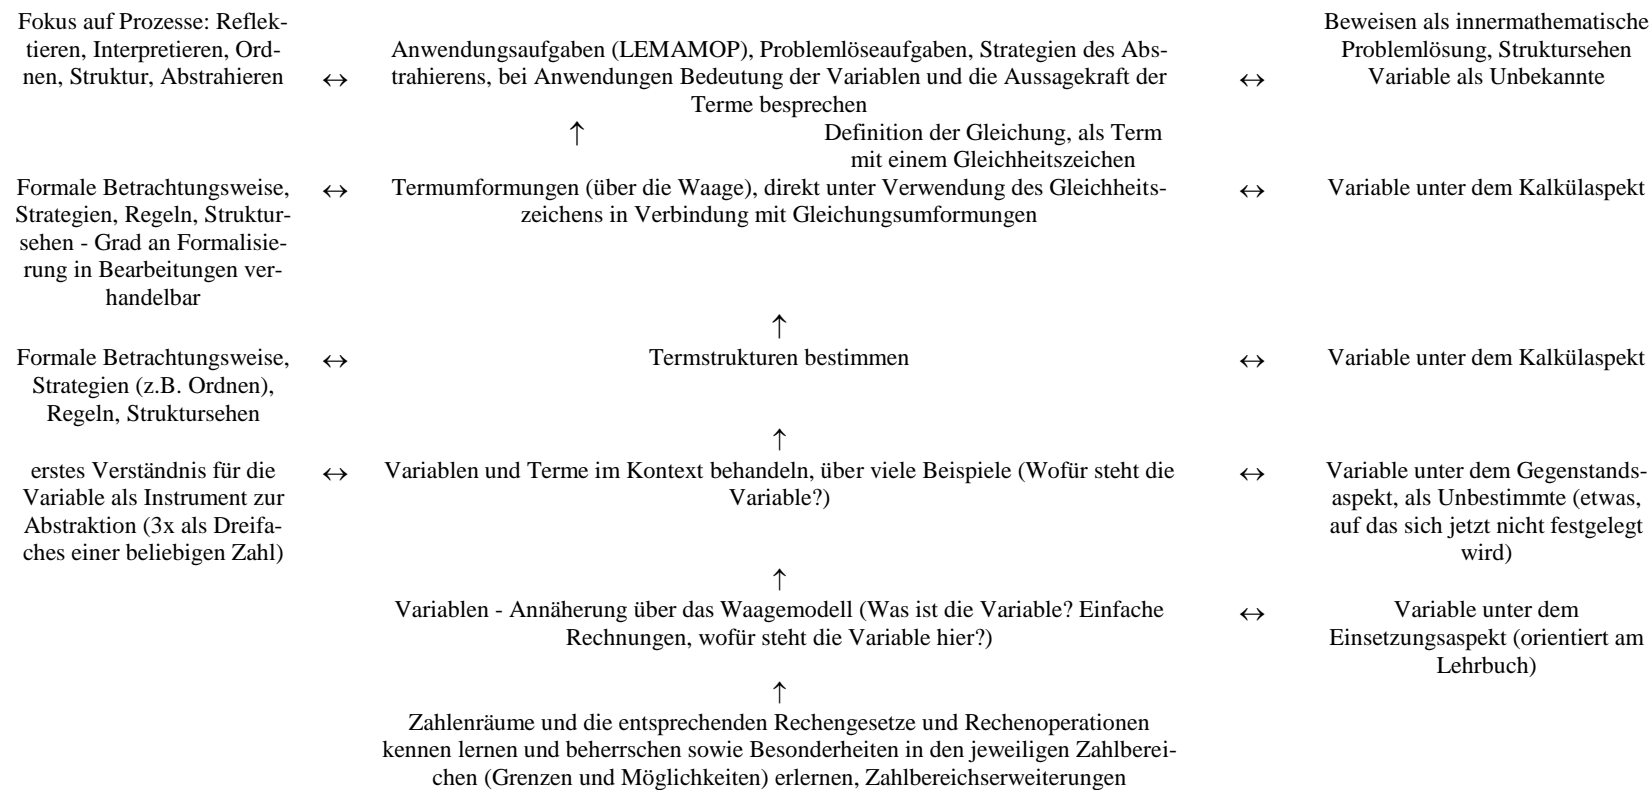 Fokus auf Prozesse: Reflek-
tieren, Interpretieren, Ord-
nen, Struktur, Abstrahieren
↔
Anwendungsaufgaben (LEMAMOP), Problemlöseaufgaben, Strategien des Abs-
trahierens, bei Anwendungen Bedeutung der Variablen und die Aussagekraft der
Terme besprechen
↔
Beweisen als innermathematische
Problemlösung, Struktursehen
Variable als Unbekannte
↑
Definition der Gleichung, als Term
mit einem Gleichheitszeichen
Formale Betrachtungsweise,
Strategien, Regeln, Struktur-
sehen - Grad an Formalisie-
rung in Bearbeitungen ver-
handelbar
↔
Termumformungen (über die Waage), direkt unter Verwendung des Gleichheits-
zeichens in Verbindung mit Gleichungsumformungen
↔
Variable unter dem Kalkülaspekt
↑
Formale Betrachtungsweise,
Strategien (z.B. Ordnen),
Regeln, Struktursehen
↔
Termstrukturen bestimmen
↔
Variable unter dem Kalkülaspekt
↑
erstes Verständnis für die
Variable als Instrument zur
Abstraktion (3x als Dreifa-
ches einer beliebigen Zahl)
↔
Variablen und Terme im Kontext behandeln, über viele Beispiele (Wofür steht die
Variable?)
↔
Variable unter dem Gegenstands-
aspekt, als Unbestimmte (etwas,
auf das sich jetzt nicht festgelegt
wird)
↑
Variablen - Annäherung über das Waagemodell (Was ist die Variable? Einfache
Rechnungen, wofür steht die Variable hier?)
↔
Variable unter dem
Einsetzungsaspekt (orientiert am
Lehrbuch)
↑
Zahlenräume und die entsprechenden Rechengesetze und Rechenoperationen
kennen lernen und beherrschen sowie Besonderheiten in den jeweiligen Zahlberei-
chen (Grenzen und Möglichkeiten) erlernen, Zahlbereichserweiterungen